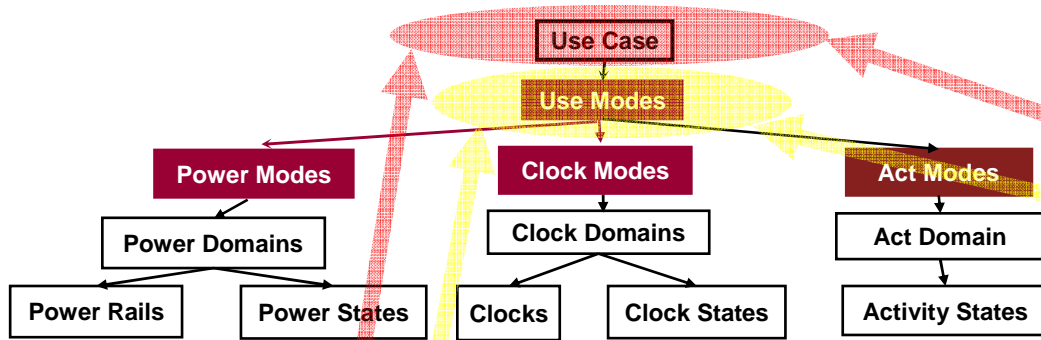 Use Case
Use Modes
Power Modes
Clock Modes
Act Modes
Power Domains
Clock Domains
Act Domain
Power Rails
Power States
Clocks
Clock States
Activity States